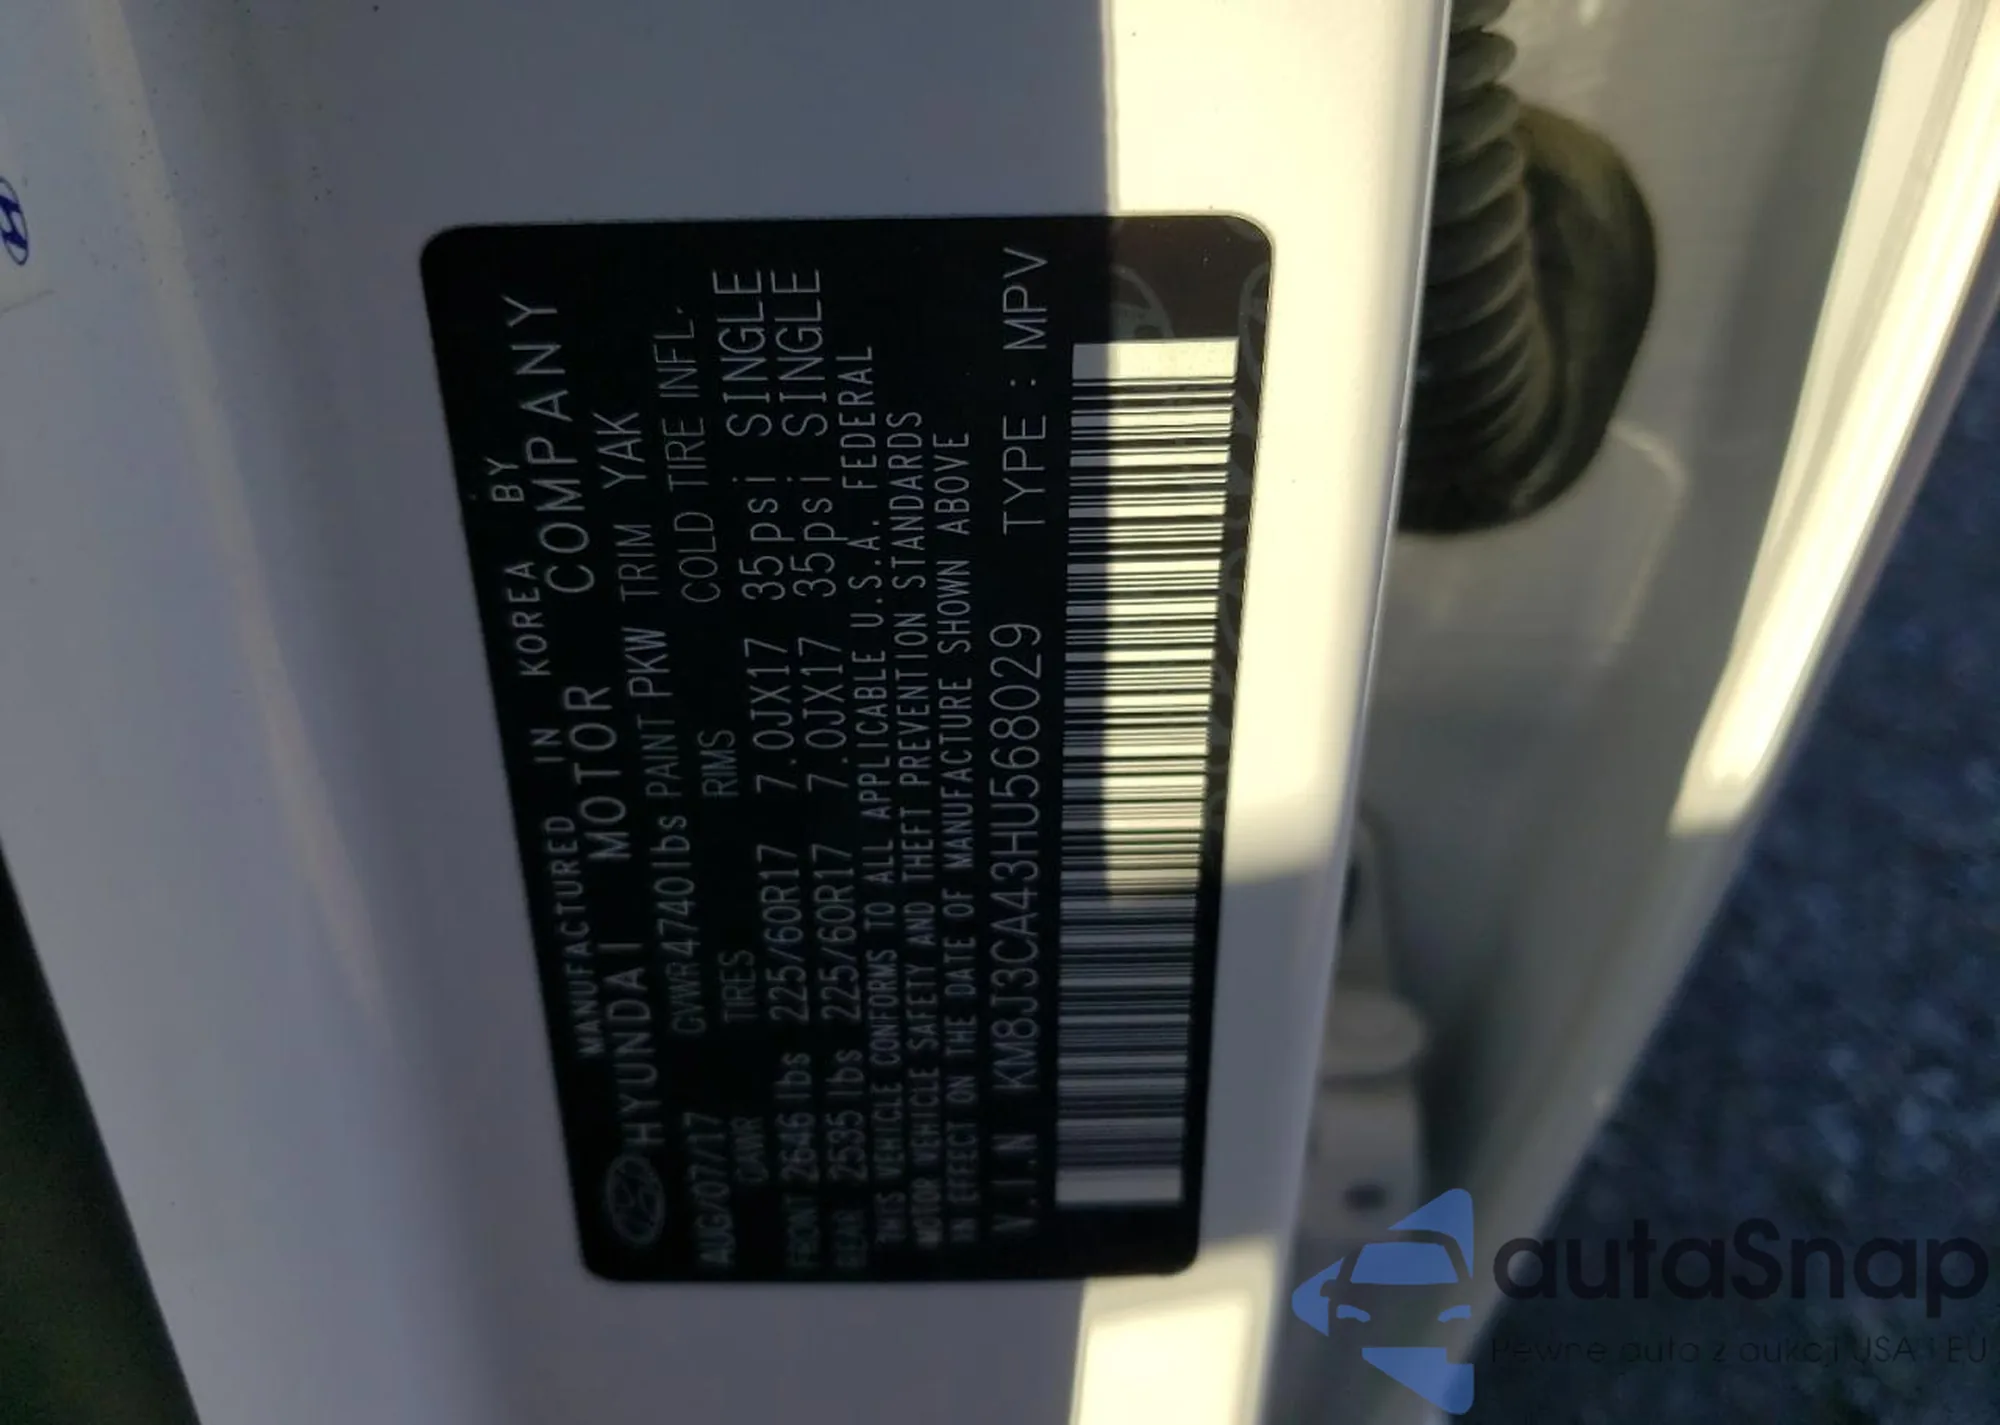 MANUFACTURED IN KOREA BY
HYUNDAI MOTOR COMPANY
AUG/07/17 GVWR4740lbs PAINT PKW TRIM YAK
GAWR TIRES RIMS COLD TIRE INFL.
FRONT 2646 lbs 225/60R17 7.0JX17 35psi SINGLE
REAR 2535 lbs 225/60R17 7.0JX17 35psi SINGLE
THIS VEHICLE CONFORMS TO ALL APPLICABLE U.S.A. FEDERAL
MOTOR VEHICLE SAFETY AND THEFT PREVENTION STANDARDS
IN EFFECT ON THE DATE OF MANUFACTURE SHOWN ABOVE
V.I.N KM8J3CA43HU568029 TYPE : MPV
autaSnap
Pewne auta z aukcji USA i EU